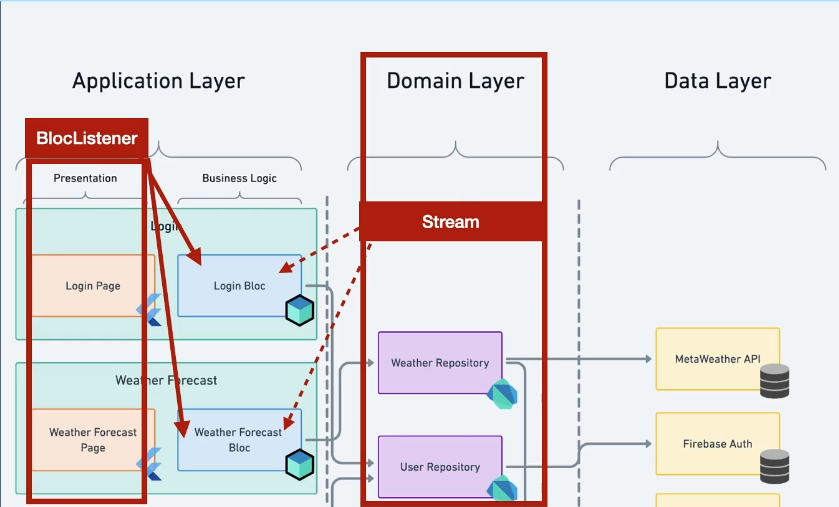 Application Layer
Domain Layer
Data Layer
BlocListener
Presentation
Business Logic
Stream
Login
Login Page
Login Bloc
Weather Repository
MetaWeather API
Weather Forecast
Weather Forecast
Page
Weather Forecast
Bloc
User Repository
Firebase Auth